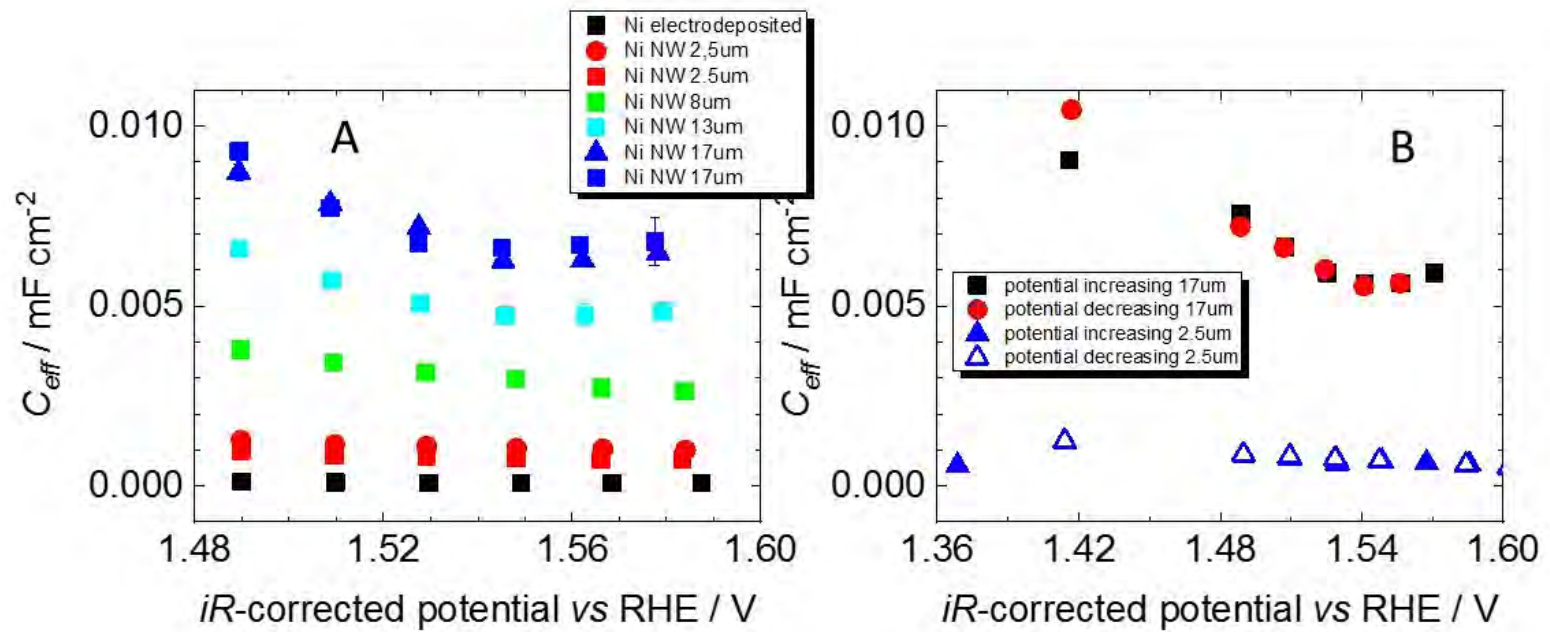 Ni electrodeposited
Ni NW 2,5um
Ni NW 2.5um
Ni NW 8um
Ni NW 13um
Ni NW 17um
Ni NW 17um
A
0.010
0.005
0.000
C_eff / mF cm⁻²
1.48 1.52 1.56 1.60
iR-corrected potential vs RHE / V
B
0.010
0.005
0.000
C_eff / mF cm⁻²
potential increasing 17um
potential decreasing 17um
potential increasing 2.5um
potential decreasing 2.5um
1.36 1.42 1.48 1.54 1.60
iR-corrected potential vs RHE / V